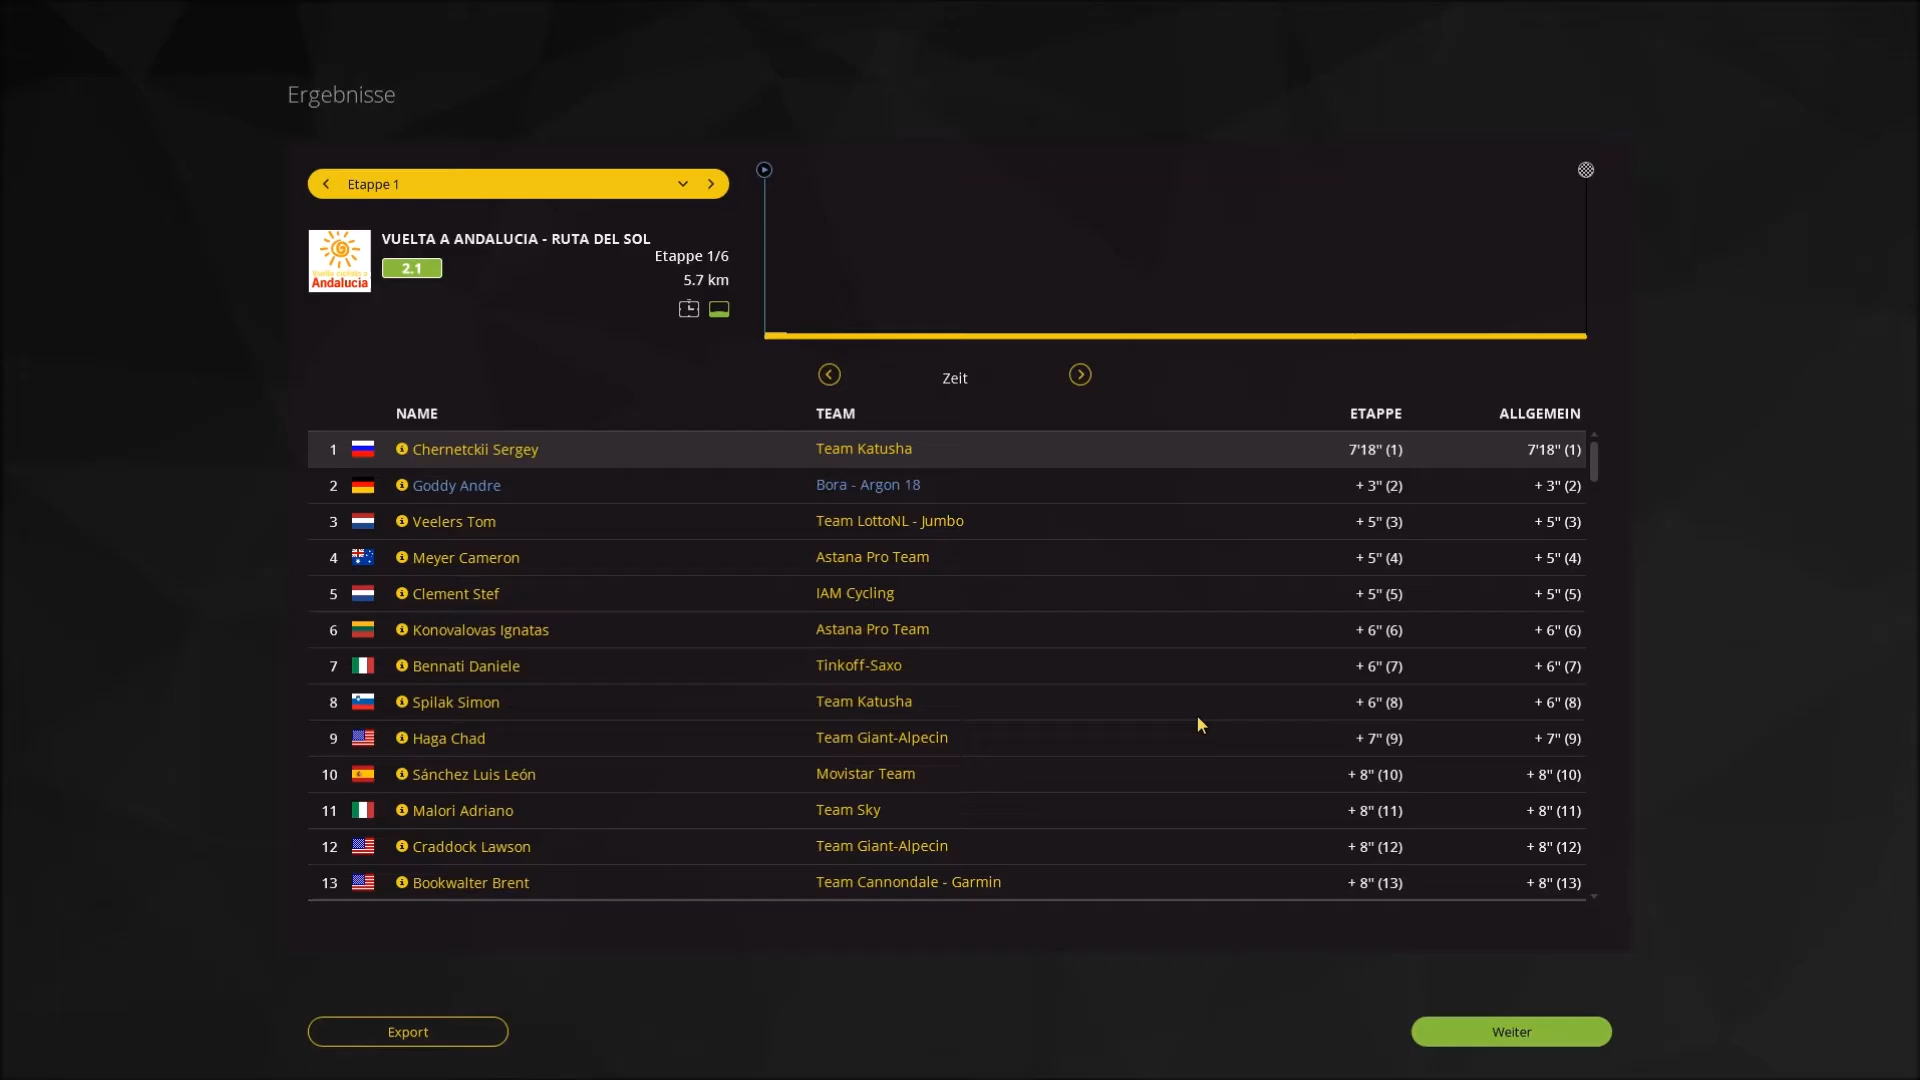 Ergebnisse
Etappe 1
VUELTA A ANDALUCIA - RUTA DEL SOL
2.1
Etappe 1/6
5.7 km
Andalucia
Zeit
NAME TEAM ETAPPE ALLGEMEIN
1 Chernetckii Sergey Team Katusha 7'18" (1) 7'18" (1)
2 Goddy Andre Bora - Argon 18 + 3" (2) + 3" (2)
3 Veelers Tom Team LottoNL - Jumbo + 5" (3) + 5" (3)
4 Meyer Cameron Astana Pro Team + 5" (4) + 5" (4)
5 Clement Stef IAM Cycling + 5" (5) + 5" (5)
6 Konovalovas Ignatas Astana Pro Team + 6" (6) + 6" (6)
7 Bennati Daniele Tinkoff-Saxo + 6" (7) + 6" (7)
8 Spilak Simon Team Katusha + 6" (8) + 6" (8)
9 Haga Chad Team Giant-Alpecin + 7" (9) + 7" (9)
10 Sánchez Luis León Movistar Team + 8" (10) + 8" (10)
11 Malori Adriano Team Sky + 8" (11) + 8" (11)
12 Craddock Lawson Team Giant-Alpecin + 8" (12) + 8" (12)
13 Bookwalter Brent Team Cannondale - Garmin + 8" (13) + 8" (13)
Export
Weiter